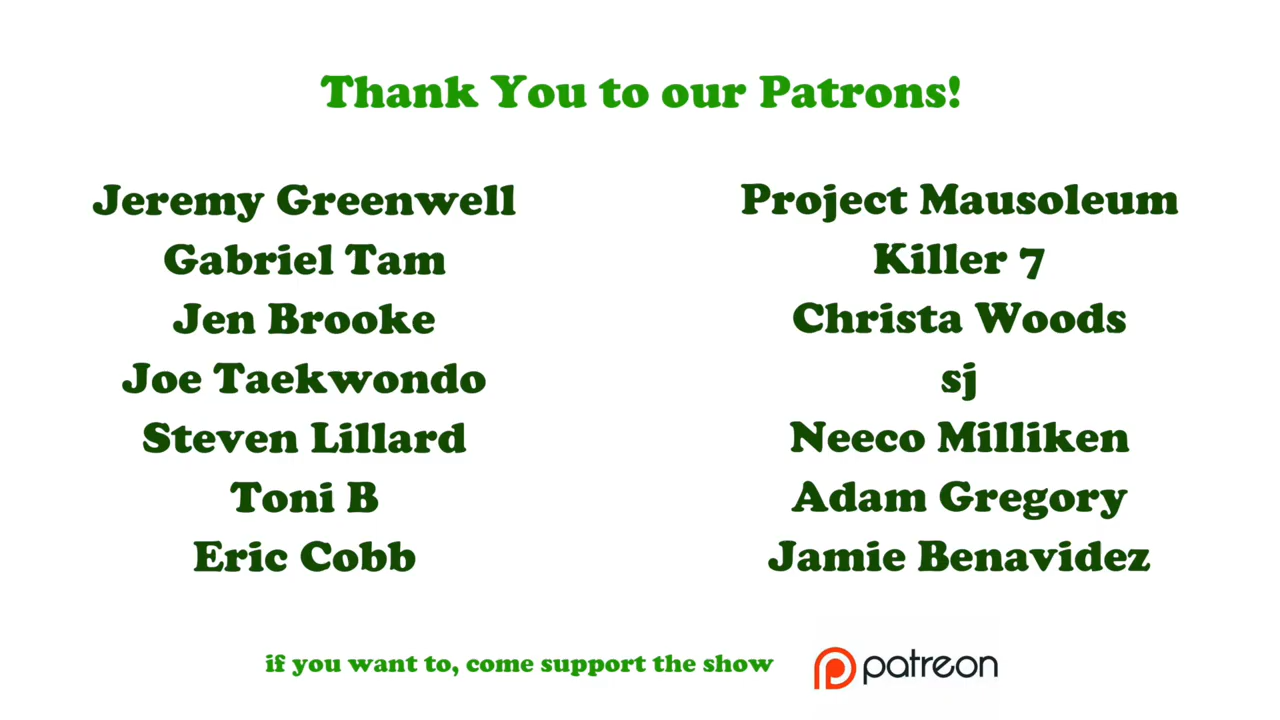 Thank You to our Patrons!
Jeremy Greenwell
Gabriel Tam
Jen Brooke
Joe Taekwondo
Steven Lillard
Toni B
Eric Cobb
Project Mausoleum
Killer 7
Christa Woods
sj
Neeco Milliken
Adam Gregory
Jamie Benavidez
if you want to, come support the show
patreon